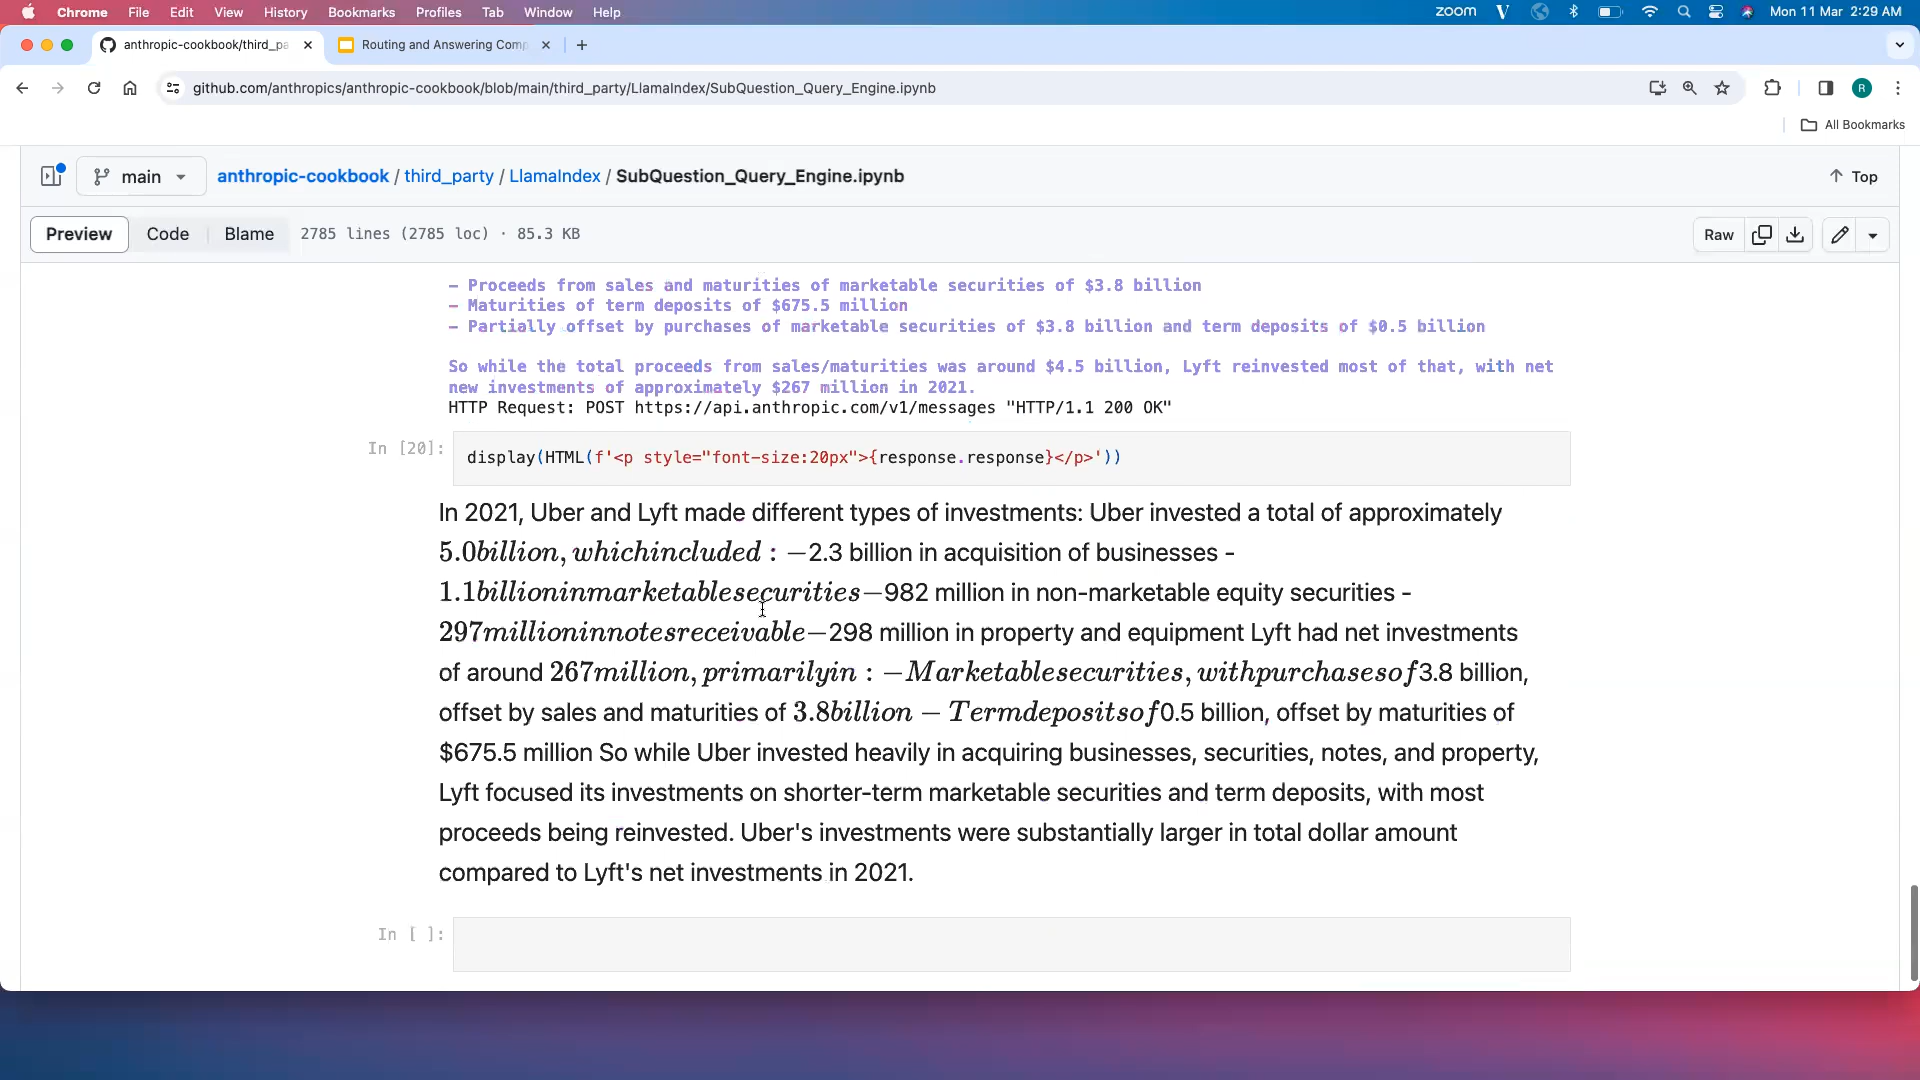 Chrome File Edit View History Bookmarks Profiles Tab Window Help zoom V Mon 11 Mar 2:29 AM
anthropic-cookbook/third_pa Routing and Answering Comp
github.com/anthropics/anthropic-cookbook/blob/main/third_party/LlamaIndex/SubQuestion_Query_Engine.ipynb R
All Bookmarks
main anthropic-cookbook / third_party / LlamaIndex / SubQuestion_Query_Engine.ipynb Top
Preview Code Blame 2785 lines (2785 loc) · 85.3 KB Raw
- Proceeds from sales and maturities of marketable securities of $3.8 billion
- Maturities of term deposits of $675.5 million
- Partially offset by purchases of marketable securities of $3.8 billion and term deposits of $0.5 billion
So while the total proceeds from sales/maturities was around $4.5 billion, Lyft reinvested most of that, with net
new investments of approximately $267 million in 2021.
HTTP Request: POST https://api.anthropic.com/v1/messages "HTTP/1.1 200 OK"
In [20]: display(HTML(f'<p style="font-size:20px">{response.response}</p>'))
In 2021, Uber and Lyft made different types of investments: Uber invested a total of approximately
5.0billion, whichincluded : −2.3 billion in acquisition of businesses -
1.1billioninmarketablesecurities−982 million in non-marketable equity securities -
297millioninnotesreceivable−298 million in property and equipment Lyft had net investments
of around 267million, primarilyin : −Marketablesecurities, withpurchasesof3.8 billion,
offset by sales and maturities of 3.8billion − Termdepositsof0.5 billion, offset by maturities of
$675.5 million So while Uber invested heavily in acquiring businesses, securities, notes, and property,
Lyft focused its investments on shorter-term marketable securities and term deposits, with most
proceeds being reinvested. Uber's investments were substantially larger in total dollar amount
compared to Lyft's net investments in 2021.
In [ ]: